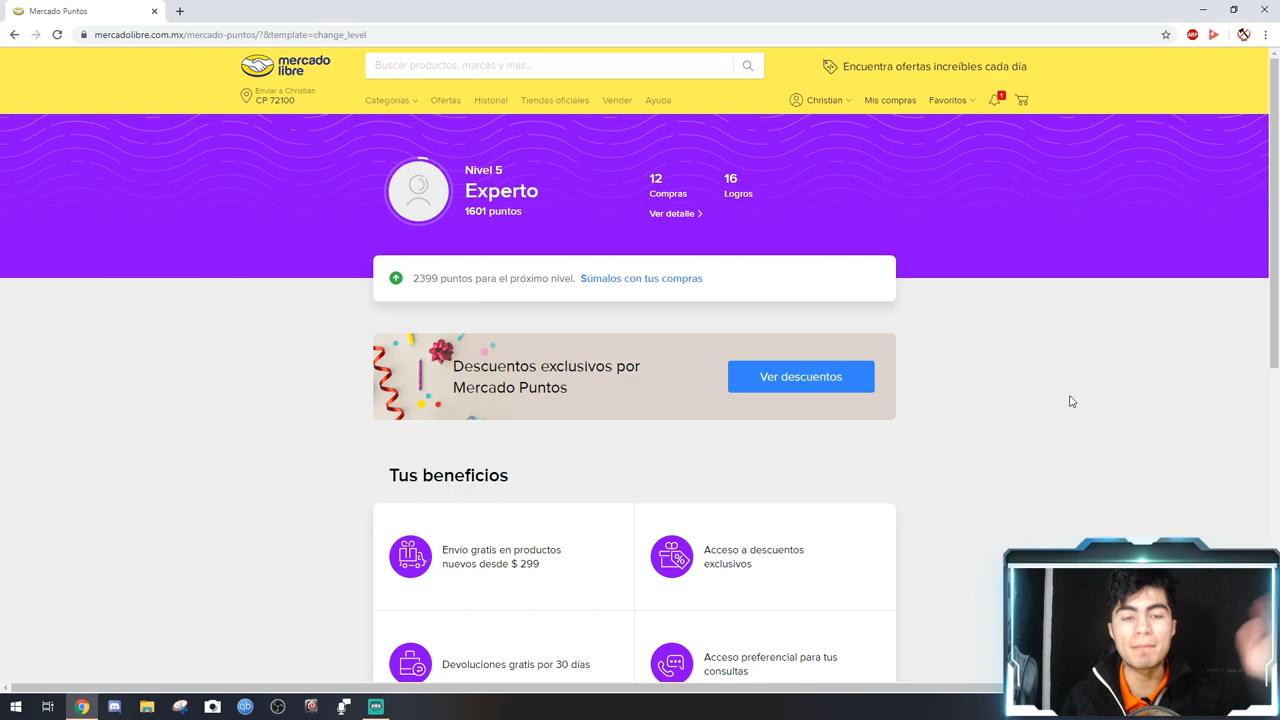 Mercado Puntos
mercadolibre.com.mx/mercado-puntos/?&template=change_level
mercado
libre
Buscar productos, marcas y más...
Encuentra ofertas increíbles cada día
Enviar a Christian
CP 72100
Categorías
Ofertas
Historial
Tiendas oficiales
Vender
Ayuda
Christian
Mis compras
Favoritos
1
Nivel 5
Experto
1601 puntos
12
Compras
16
Logros
Ver detalle
2399 puntos para el próximo nivel. Súmalos con tus compras
Descuentos exclusivos por
Mercado Puntos
Ver descuentos
Tus beneficios
Envío gratis en productos
nuevos desde $ 299
Acceso a descuentos
exclusivos
Devoluciones gratis por 30 días
Acceso preferencial para tus
consultas